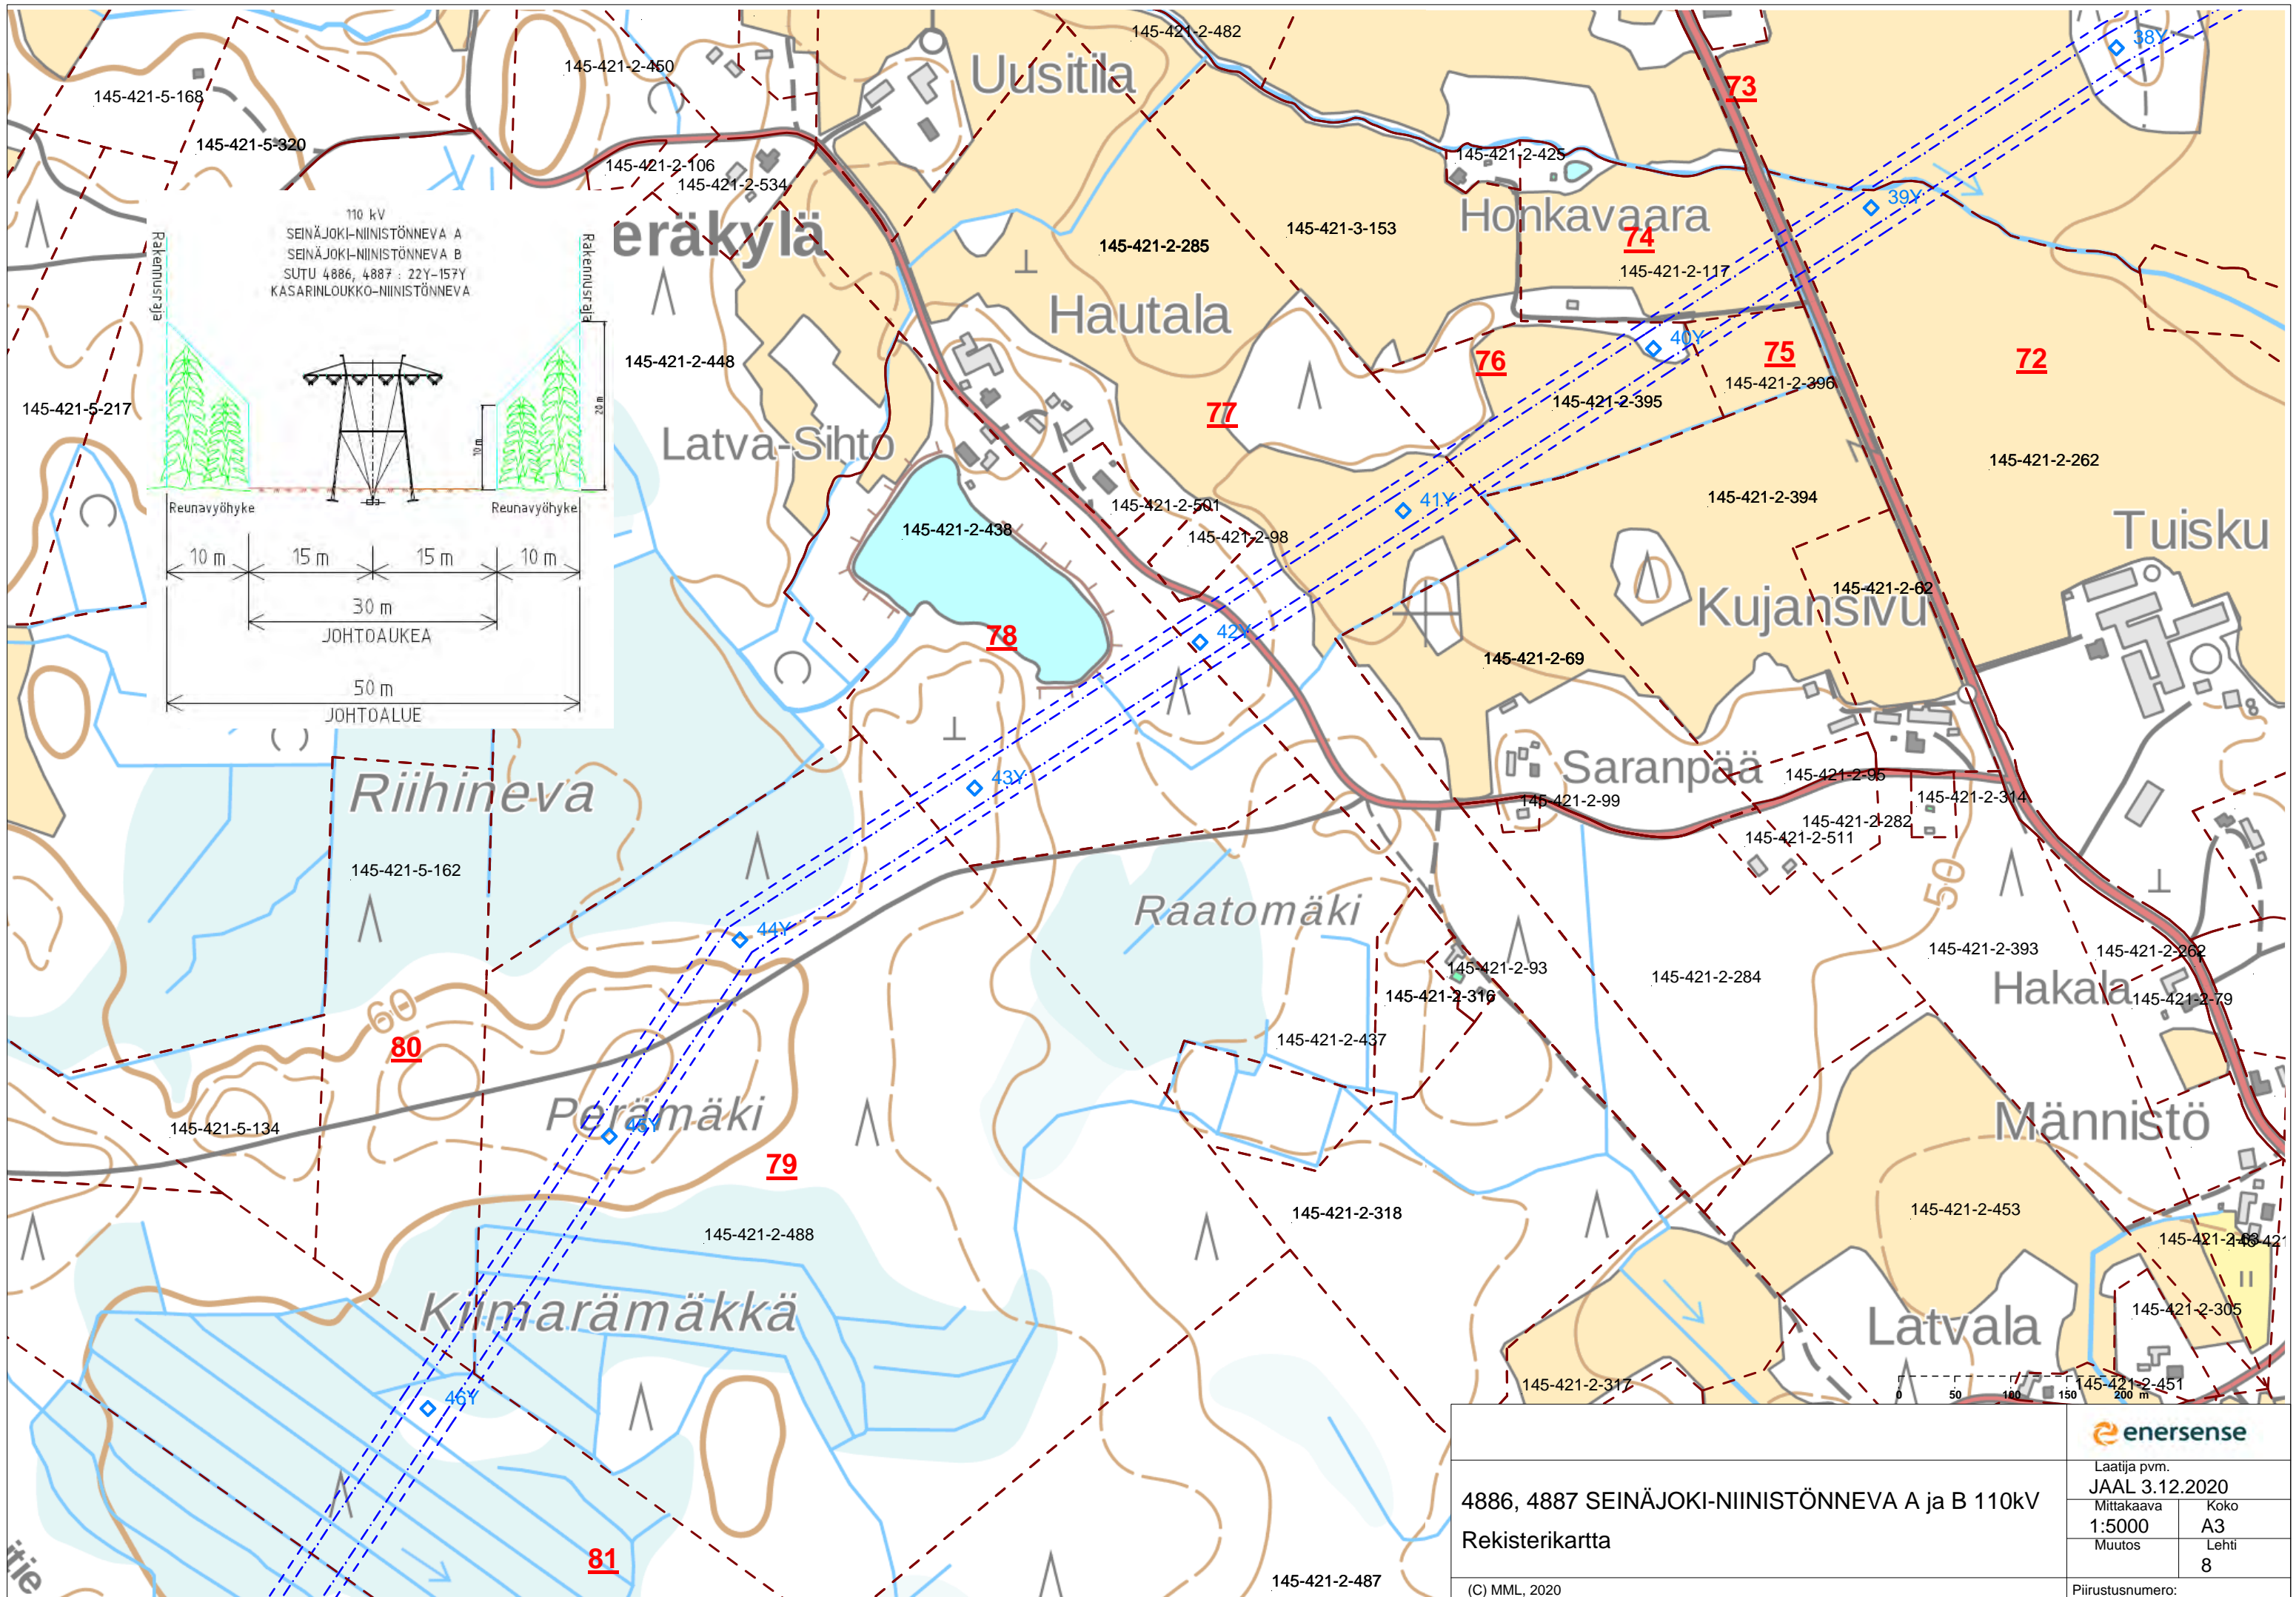 145-421-2-482
38Y
145-421-2-450
Uusitila
73
145-421-5-168
145-421-5-320
145-421-2-106
145-421-2-534
145-421-2-425
39Y
Honkavaara
eräkylä
145-421-2-285
145-421-3-153
74
145-421-2-117
110 kV
SEINÄJOKI-NIINISTÖNNEVA A
SEINÄJOKI-NIINISTÖNNEVA B
SUTU 4886, 4887 : 22Y-157Y
KASARINLOUKKO-NIINISTÖNNEVA
Rakennusraja
Rakennusraja
Hautala
40Y
76
75
72
145-421-2-448
145-421-2-396
145-421-2-395
145-421-5-217
77
20 m
10 m
Latva-Sihto
145-421-2-262
Reunavyöhyke
Reunavyöhyke
145-421-2-501
41Y
145-421-2-394
145-421-2-438
145-421-2-98
Tuisku
10 m
15 m
15 m
10 m
145-421-2-62
Kujansivu
30 m
JOHTOAUKEA
78
42Y
145-421-2-69
50 m
JOHTOALUE
Riihineva
43Y
Saranpää
145-421-2-95
145-421-2-99
145-421-2-314
145-421-2-282
145-421-2-511
145-421-5-162
50
Raatomäki
44Y
145-421-2-393
145-421-2-262
145-421-2-93
145-421-2-284
Hakala
145-421-2-316
145-421-2-79
60
80
145-421-2-437
Perämäki
45Y
145-421-5-134
Männistö
79
145-421-2-318
145-421-2-453
145-421-2-488
Kiimarämäkkä
145-421-2-305
Latvala
145-421-2-317
145-421-2-451
0 50 100 150 200 m
46Y
enersense
Laatija pvm.
JAAL 3.12.2020
4886, 4887 SEINÄJOKI-NIINISTÖNNEVA A ja B 110kV
Mittakaava Koko
1:5000 A3
Rekisterikartta
Muutos Lehti
8
81
145-421-2-487
(C) MML, 2020
Piirustusnumero: